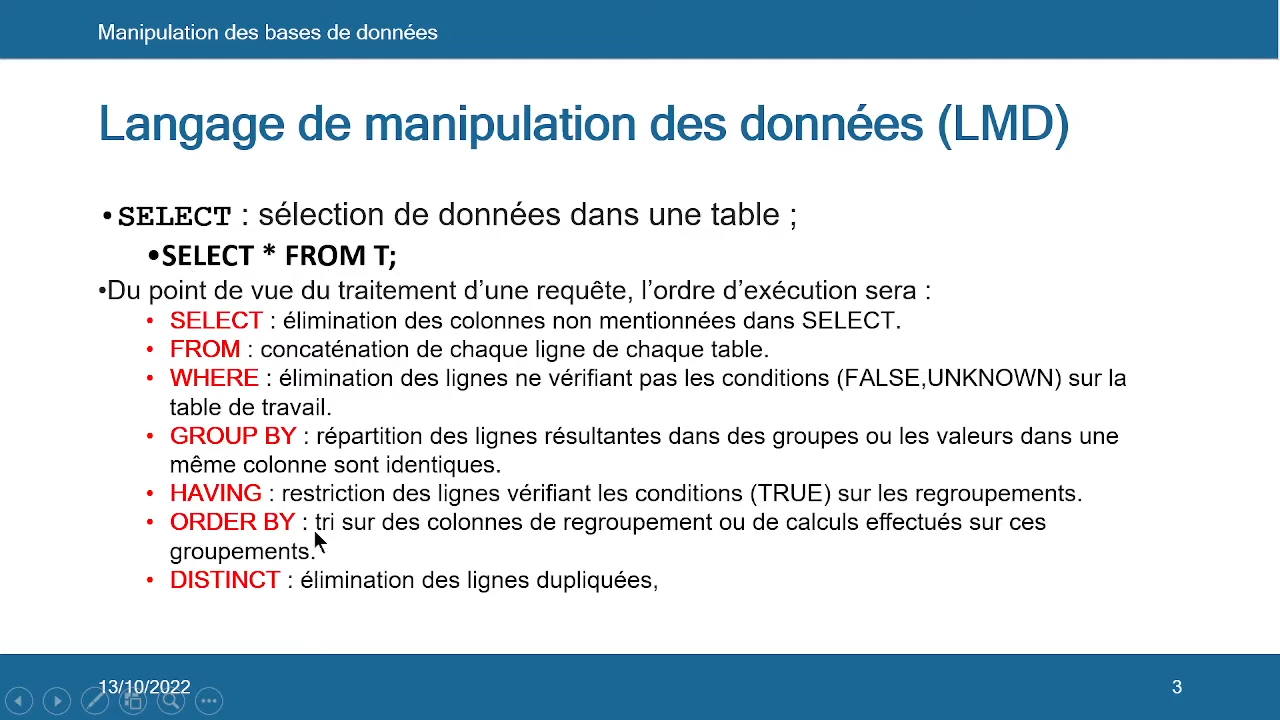 Manipulation des bases de données
Langage de manipulation des données (LMD)
•SELECT : sélection de données dans une table ;
•SELECT * FROM T;
•Du point de vue du traitement d’une requête, l’ordre d’exécution sera :
• SELECT : élimination des colonnes non mentionnées dans SELECT.
• FROM : concaténation de chaque ligne de chaque table.
• WHERE : élimination des lignes ne vérifiant pas les conditions (FALSE,UNKNOWN) sur la
table de travail.
• GROUP BY : répartition des lignes résultantes dans des groupes ou les valeurs dans une
même colonne sont identiques.
• HAVING : restriction des lignes vérifiant les conditions (TRUE) sur les regroupements.
• ORDER BY : tri sur des colonnes de regroupement ou de calculs effectués sur ces
groupements.
• DISTINCT : élimination des lignes dupliquées,
13/10/2022
3